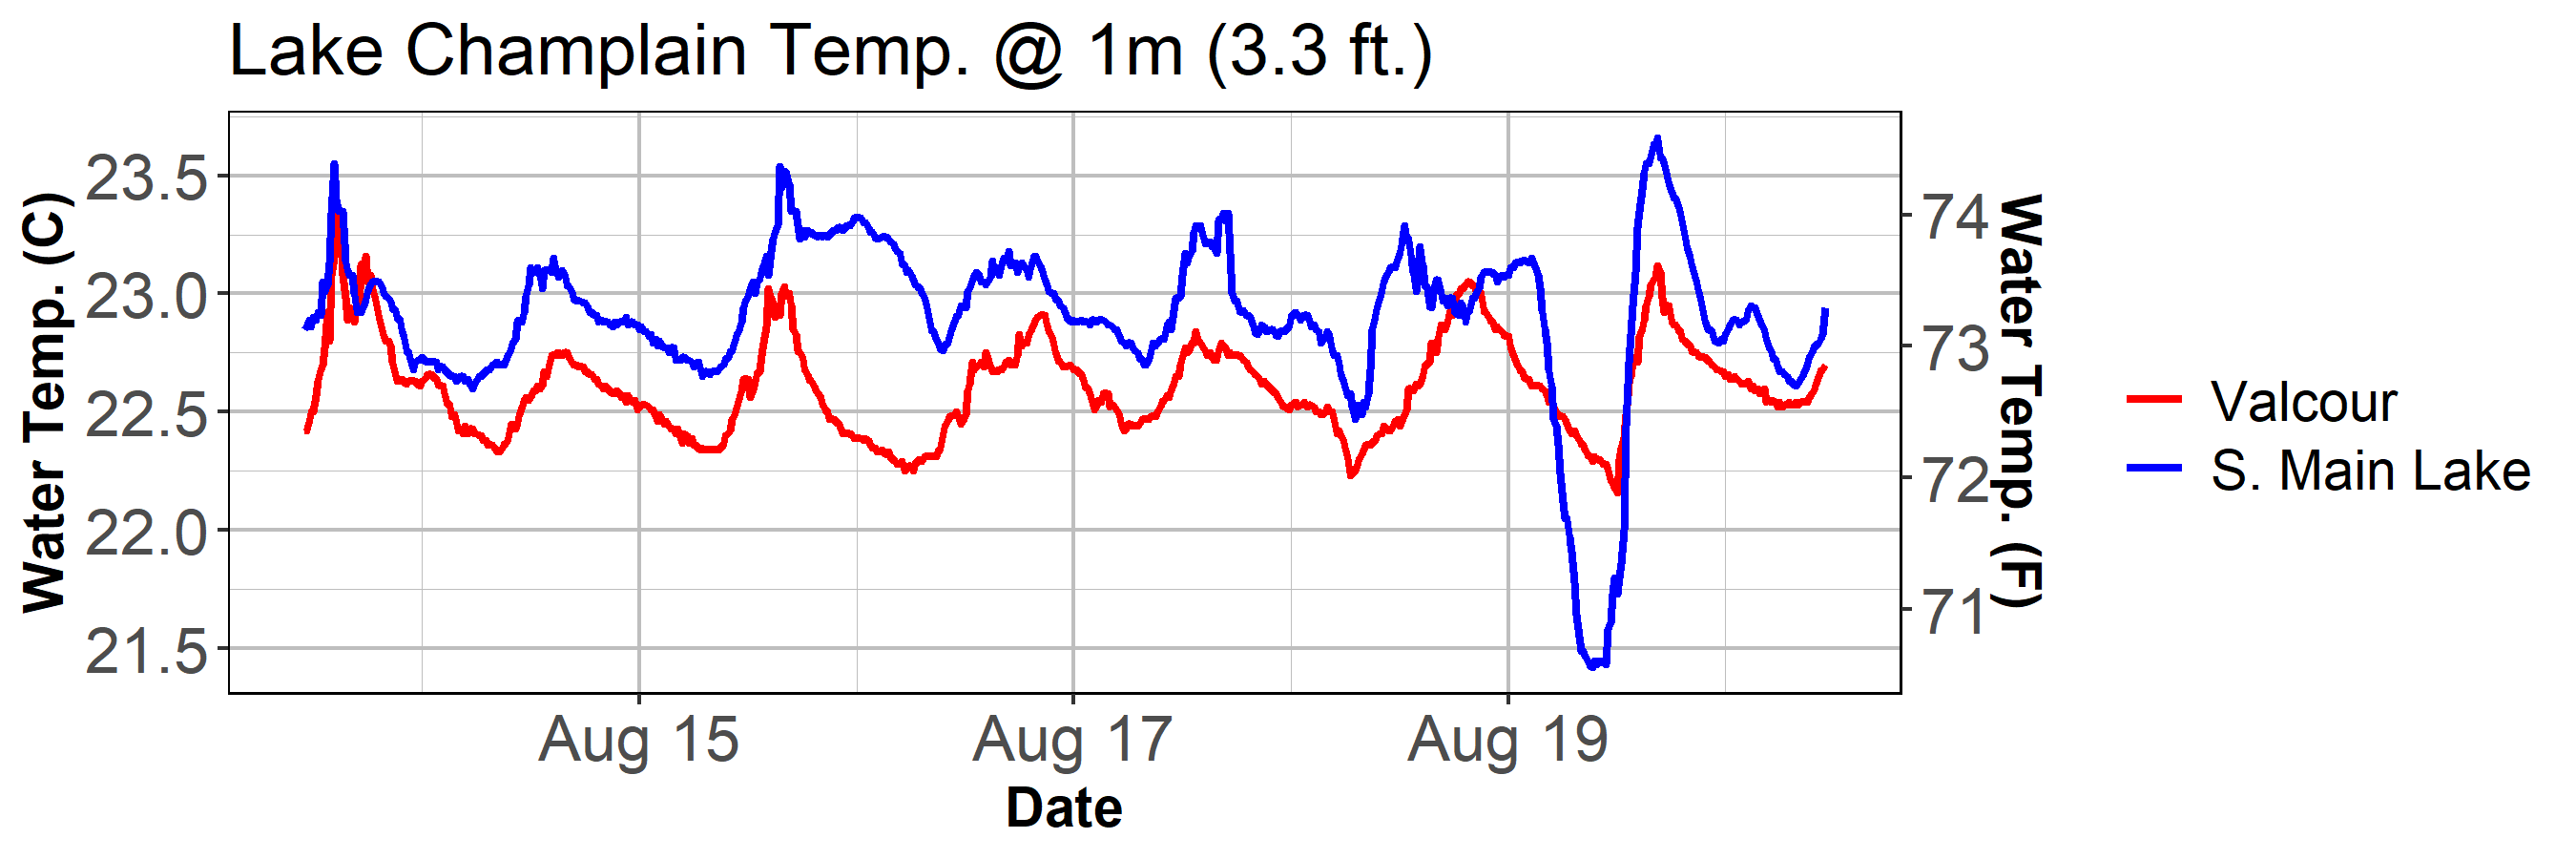 Lake Champlain Temp. @ 1m (3.3 ft.)
Water Temp. (C)
23.5
23.0
22.5
22.0
21.5
74
73
72
71
Water Temp. (F)
Aug 15
Aug 17
Aug 19
Date
Valcour
S. Main Lake